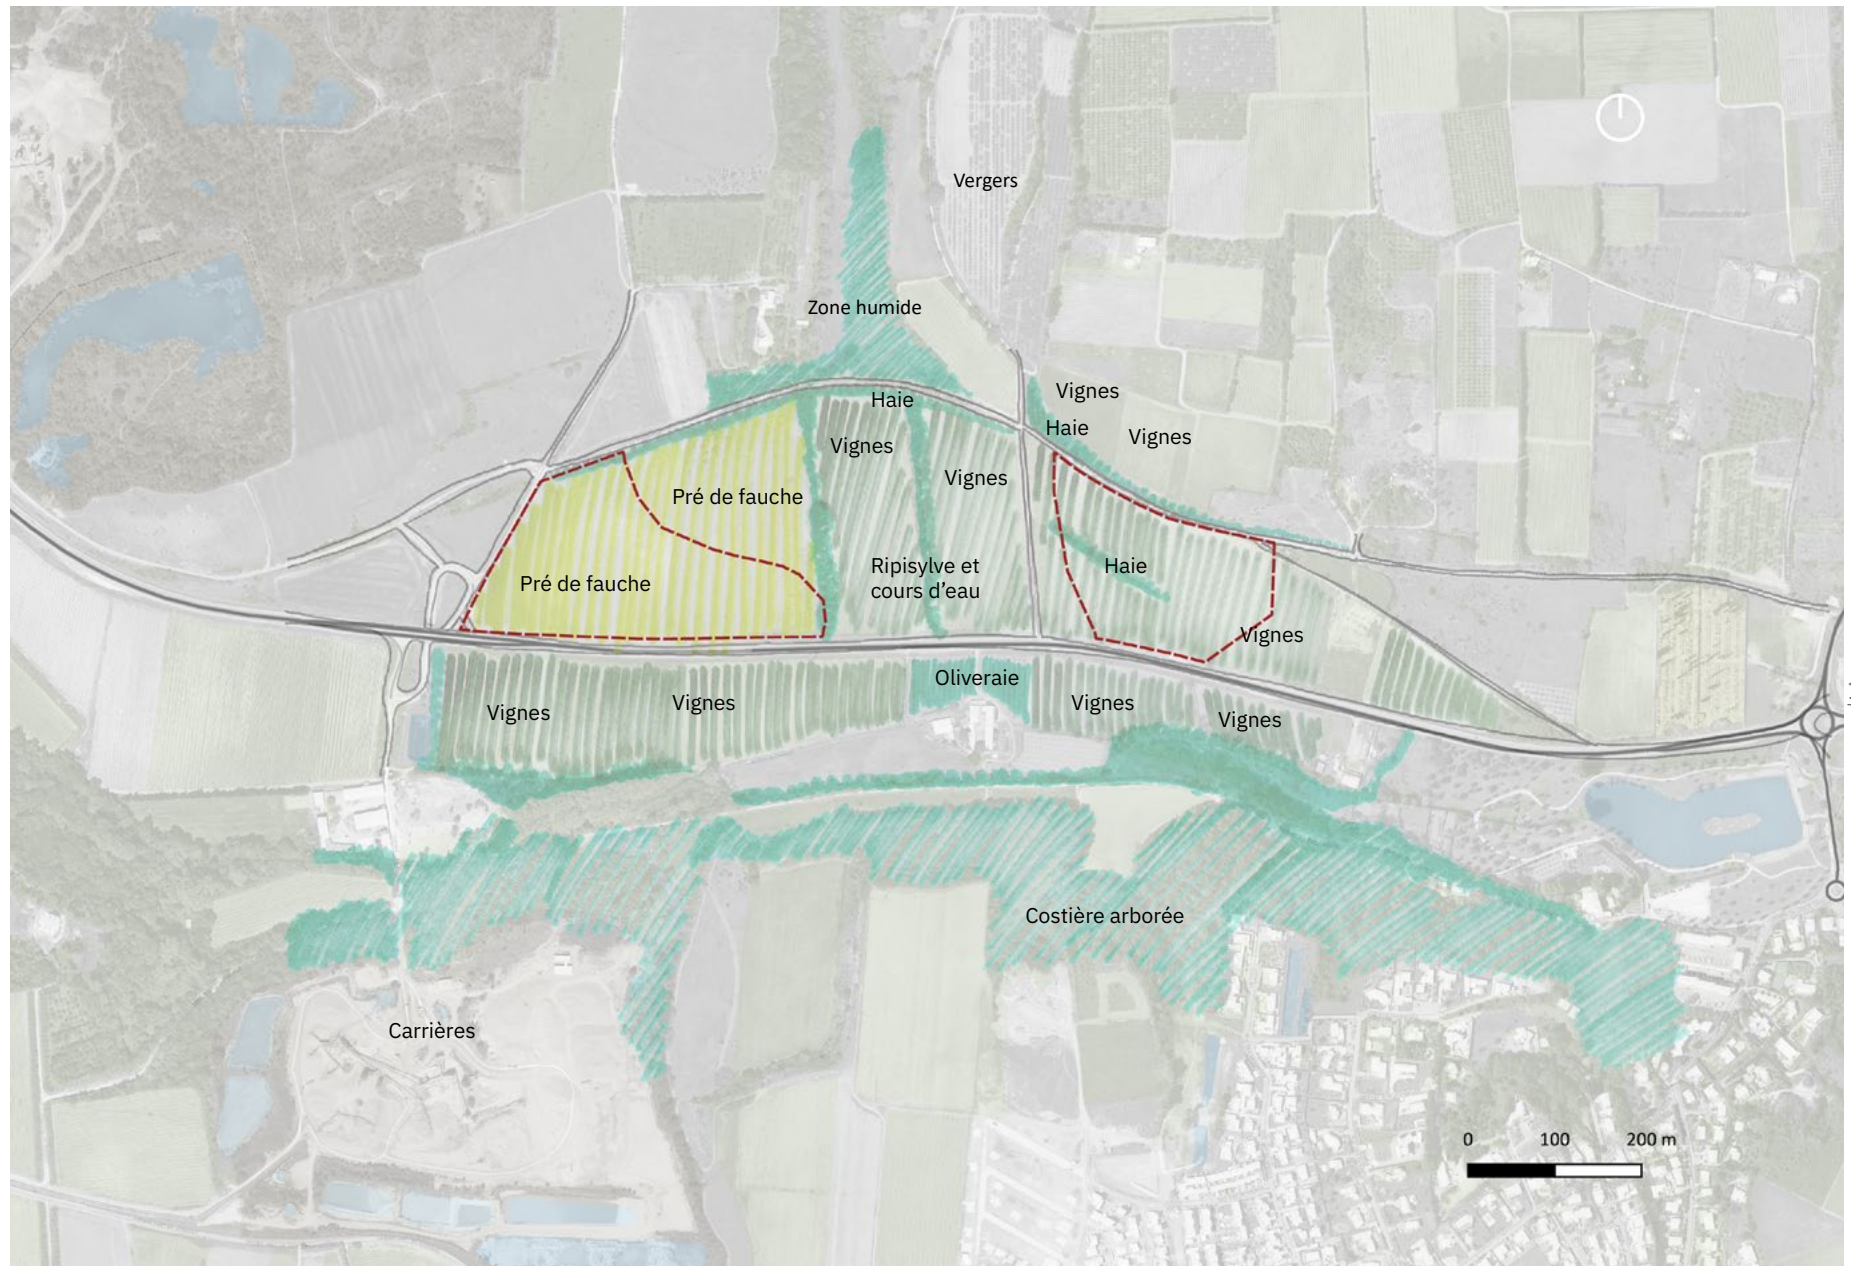 Vergers
Zone humide
Vignes
Haie
Haie
Vignes
Vignes
Vignes
Pré de fauche
Ripisylve et
cours d’eau
Haie
Pré de fauche
Vignes
Oliveraie
Vignes
Vignes
Vignes
Vignes
Costière arborée
Carrières
0 100 200 m